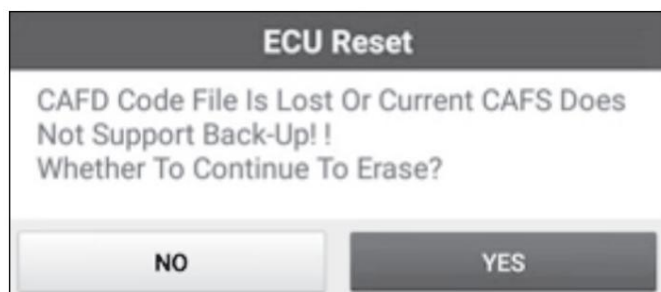 ECU Reset
CAFD Code File Is Lost Or Current CAFS Does
Not Support Back-Up! !
Whether To Continue To Erase?
NO
YES